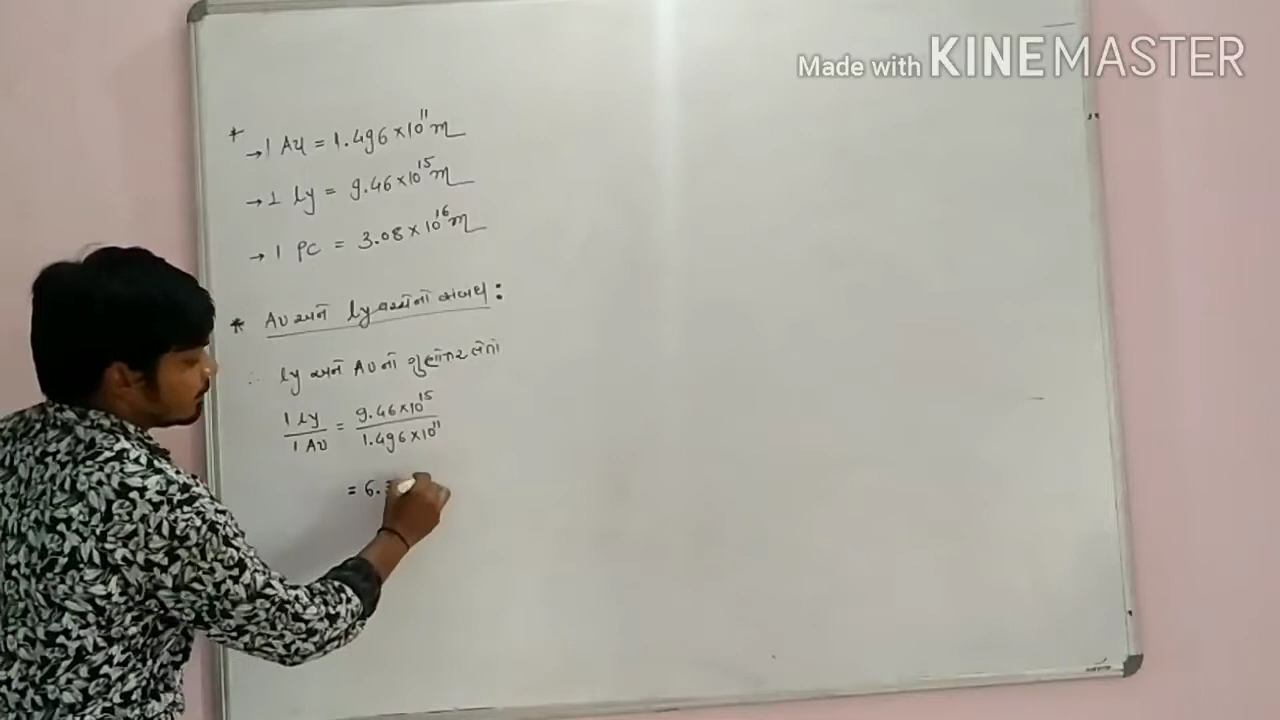 Made with KINEMASTER
* → 1 AU = 1.496 × 10¹¹ m
→ 1 ly = 9.46 × 10¹⁵ m
→ 1 PC = 3.08 × 10¹⁶ m
* AU અને ly વચ્ચેનો સંબંધ :
∴ ly અને AU નો ગુણોત્તર લેતાં
1 ly / 1 AU = 9.46 × 10¹⁵ / 1.496 × 10¹¹
= 6.